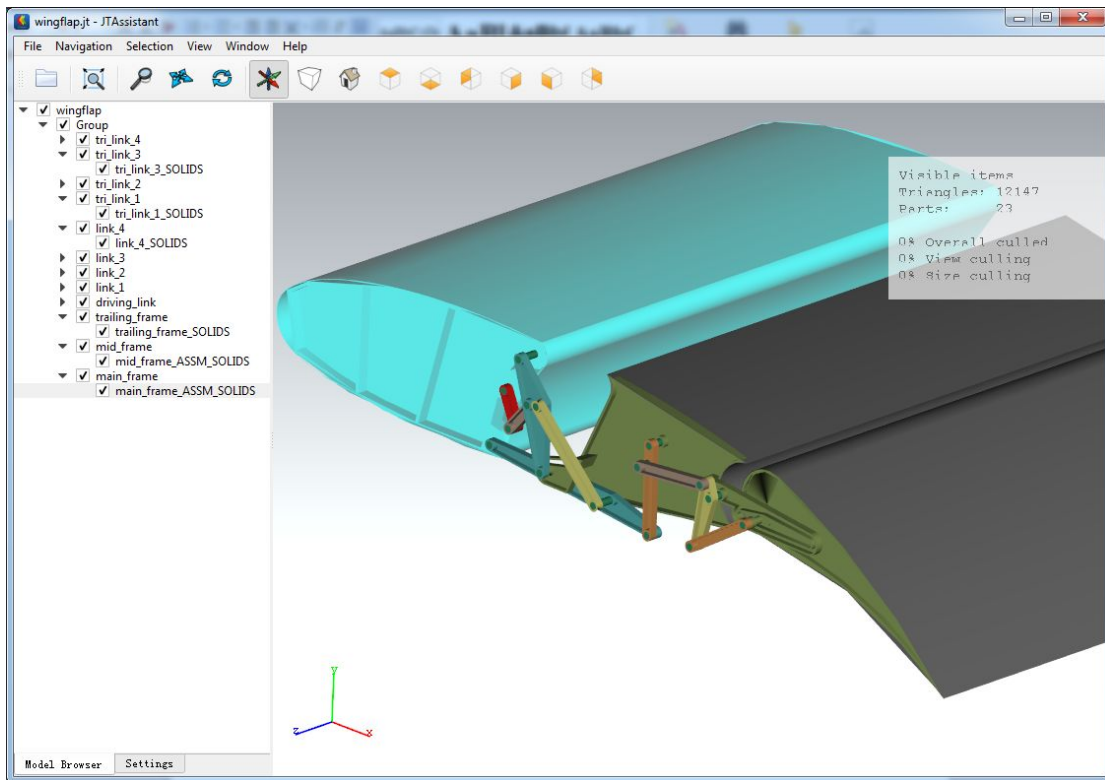 wingflap.jt - JTAssistant
File Navigation Selection View Window Help
wingflap
Group
tri_link_4
tri_link_3
tri_link_3_SOLIDS
tri_link_2
tri_link_1
tri_link_1_SOLIDS
link_4
link_4_SOLIDS
link_3
link_2
link_1
driving_link
trailing_frame
trailing_frame_SOLIDS
mid_frame
mid_frame_ASSM_SOLIDS
main_frame
main_frame_ASSM_SOLIDS
Visible items
Triangles: 12147
Parts: 23
0% Overall culled
0% View culling
0% Size culling
y
z x
Model Browser Settings